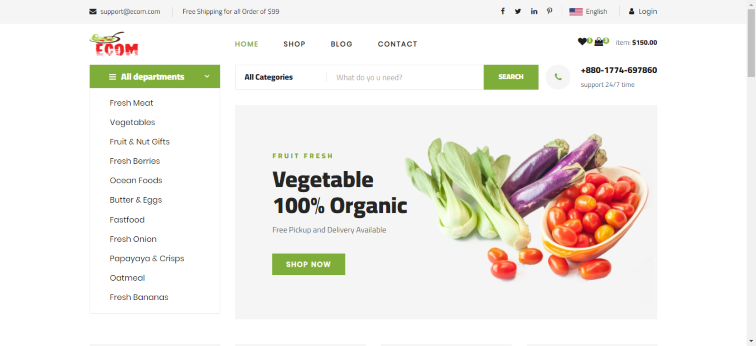 support@ecom.com
Free Shipping for all Order of $99
English
Login
ECOM
HOME
SHOP
BLOG
CONTACT
item: $150.00
All departments
All Categories
What do yo u need?
SEARCH
+880-1774-697860
support 24/7 time
Fresh Meat
Vegetables
Fruit & Nut Gifts
Fresh Berries
Ocean Foods
Butter & Eggs
Fastfood
Fresh Onion
Papayaya & Crisps
Oatmeal
Fresh Bananas
FRUIT FRESH
Vegetable
100% Organic
Free Pickup and Delivery Available
SHOP NOW